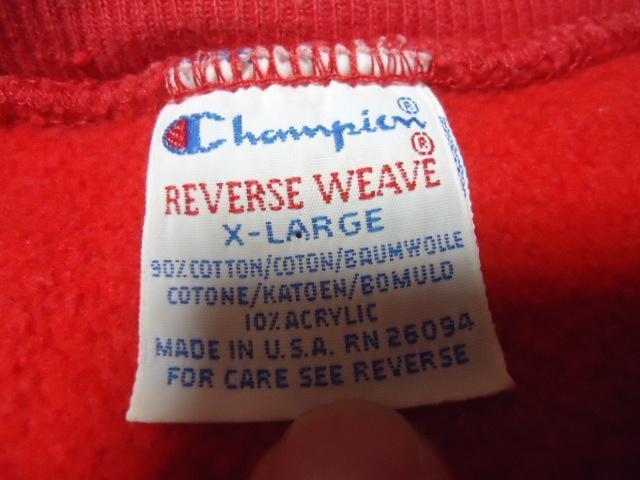 Champion®
REVERSE WEAVE®
X-LARGE
90% COTTON/COTON/BAUMWOLLE
COTONE/KATOEN/BOMULD
10% ACRYLIC
MADE IN U.S.A. RN 26094
FOR CARE SEE REVERSE